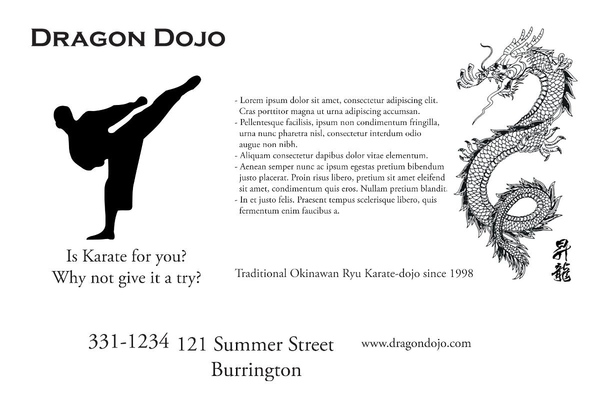 DRAGON DOJO
- Lorem ipsum dolor sit amet, consectetur adipiscing elit.
Cras porttitor magna ut urna adipiscing accumsan.
- Pellentesque facilisis, ipsum non condimentum fringilla,
urna nunc pharetra nisl, consectetur interdum odio
augue non nibh.
- Aliquam consectetur dapibus dolor vitae elementum.
- Aenean semper nunc ac ipsum egestas pretium bibendum
justo placerat. Proin risus libero, pretium sit amet eleifend
sit amet, condimentum quis eros. Nullam pretium blandit.
- In et justo felis. Praesent tempus scelerisque libero, quis
fermentum enim faucibus a.
昇
龍
Is Karate for you?
Why not give it a try?
Traditional Okinawan Ryu Karate-dojo since 1998
331-1234
121 Summer Street
Burrington
www.dragondojo.com